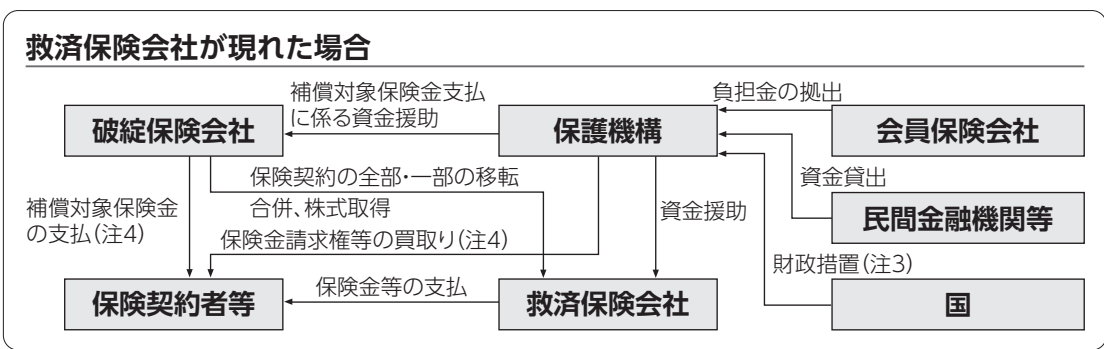 救済保険会社が現れた場合
補償対象保険金支払
に係る資金援助
負担金の拠出
破綻保険会社
保護機構
会員保険会社
保険契約の全部・一部の移転
資金貸出
補償対象保険金
の支払(注4)
合併、株式取得
資金援助
民間金融機関等
保険金請求権等の買取り(注4)
財政措置(注3)
保険金等の支払
保険契約者等
救済保険会社
国